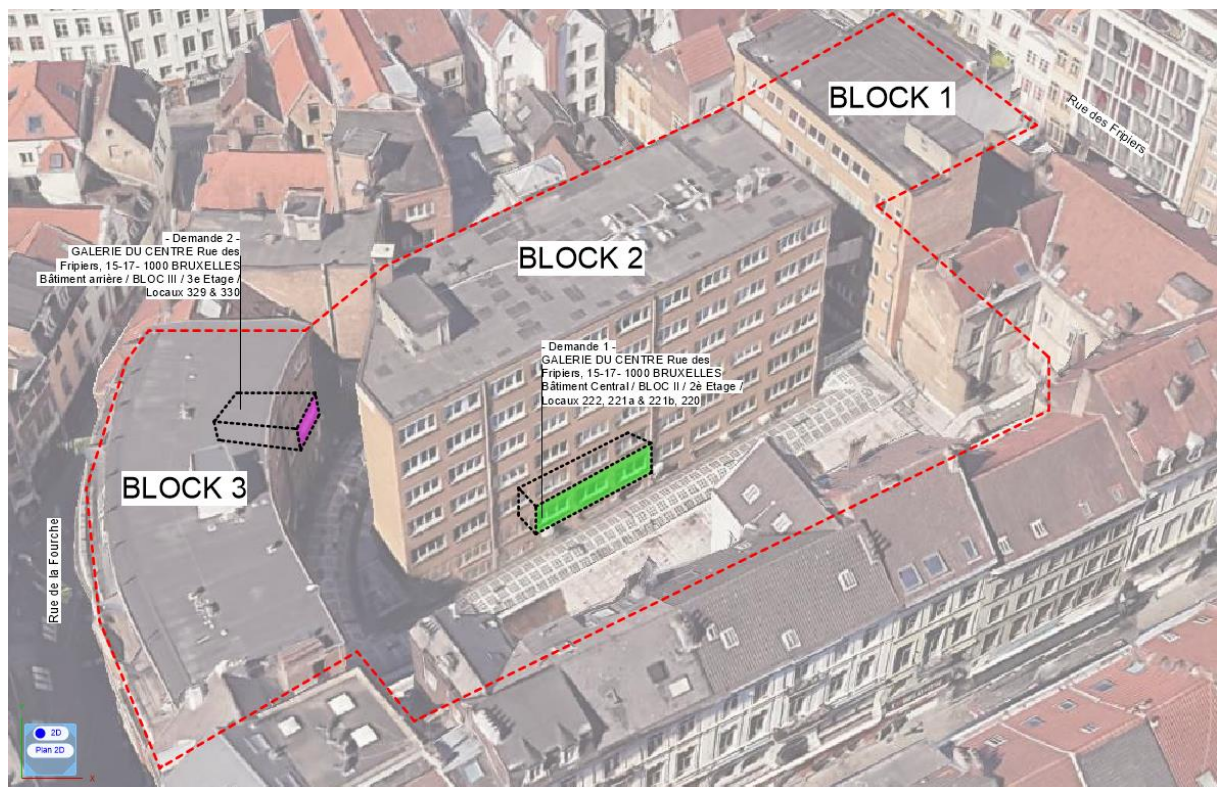 BLOCK 1
Rue des Fripiers
- Demande 2 -
GALERIE DU CENTRE Rue des
Fripiers, 15-17- 1000 BRUXELLES
Bâtiment arrière / BLOC III / 3e Etage /
Locaux 329 & 330
BLOCK 2
- Demande 1 -
GALERIE DU CENTRE Rue des
Fripiers, 15-17- 1000 BRUXELLES
Bâtiment Central / BLOC II / 2è Etage /
Locaux 222, 221a & 221b, 220
BLOCK 3
Rue de la Fourche
Y
2D
Plan 2D
X